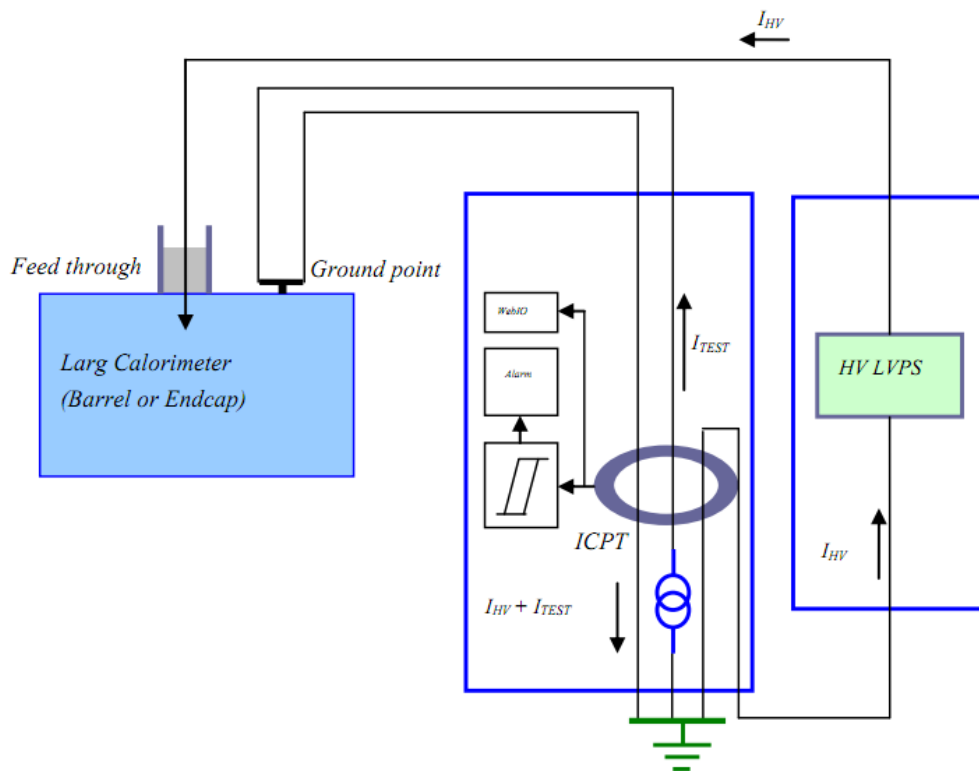 I_HV
Feed through
Ground point
Larg Calorimeter
(Barrel or Endcap)
WebIO
Alarm
I_TEST
HV LVPS
ICPT
I_HV + I_TEST
I_HV